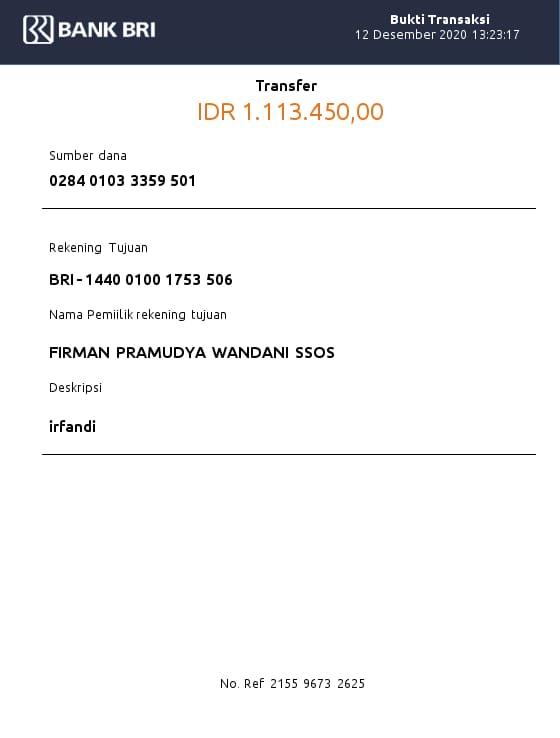 BANK BRI
Bukti Transaksi
12 Desember 2020 13:23:17
Transfer
IDR 1.113.450,00
Sumber dana
0284 0103 3359 501
Rekening Tujuan
BRI - 1440 0100 1753 506
Nama Pemiilik rekening tujuan
FIRMAN PRAMUDYA WANDANI SSOS
Deskripsi
irfandi
No. Ref 2155 9673 2625